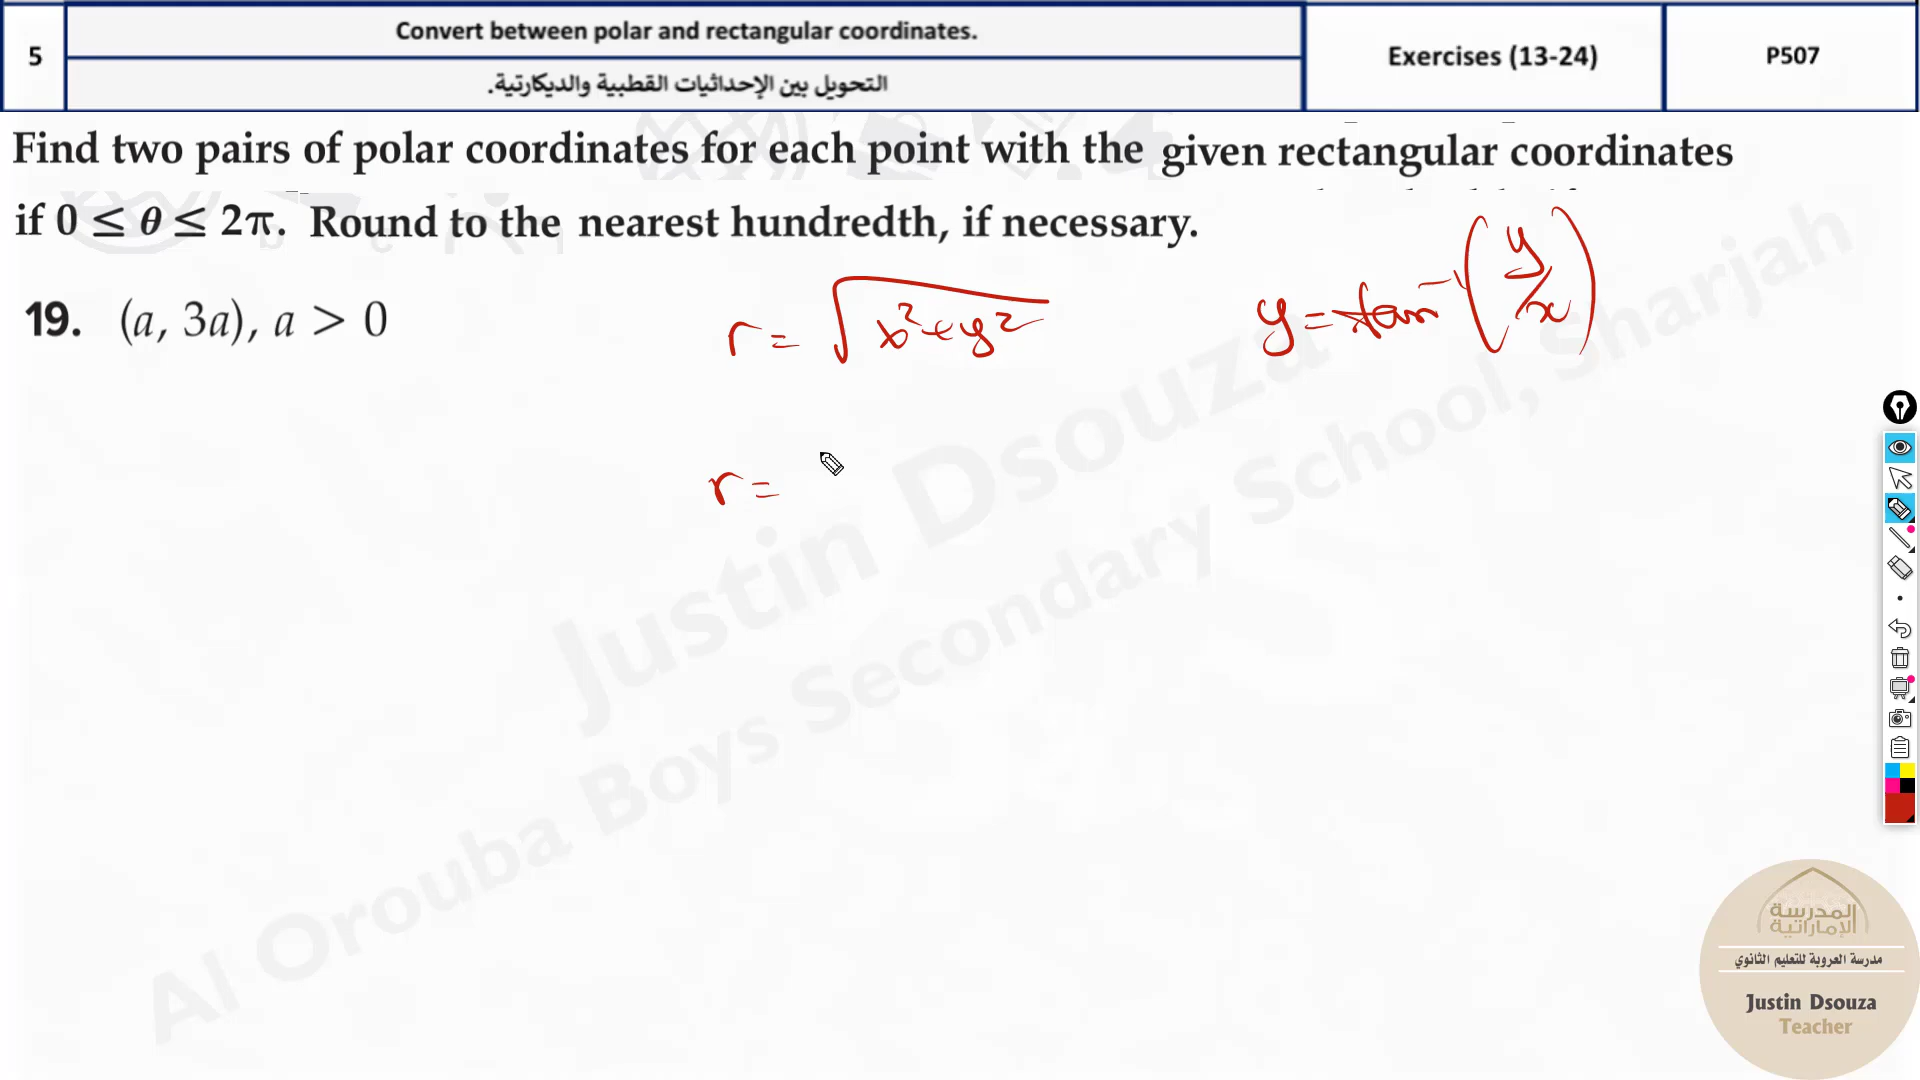 5
Convert between polar and rectangular coordinates.
التحويل بين الإحداثيات القطبية والديكارتية.
Exercises (13-24)
P507
Find two pairs of polar coordinates for each point with the given rectangular coordinates
if 0 ≤ θ ≤ 2π. Round to the nearest hundredth, if necessary.
19. (a, 3a), a > 0
r = √x² + y²
y = tan⁻¹(y/x)
r =
Justin Dsouza
Al Orouba Boys Secondary School, Sharjah
المدرسة
الإماراتية
مدرسة العروبة للتعليم الثانوي
Justin Dsouza
Teacher